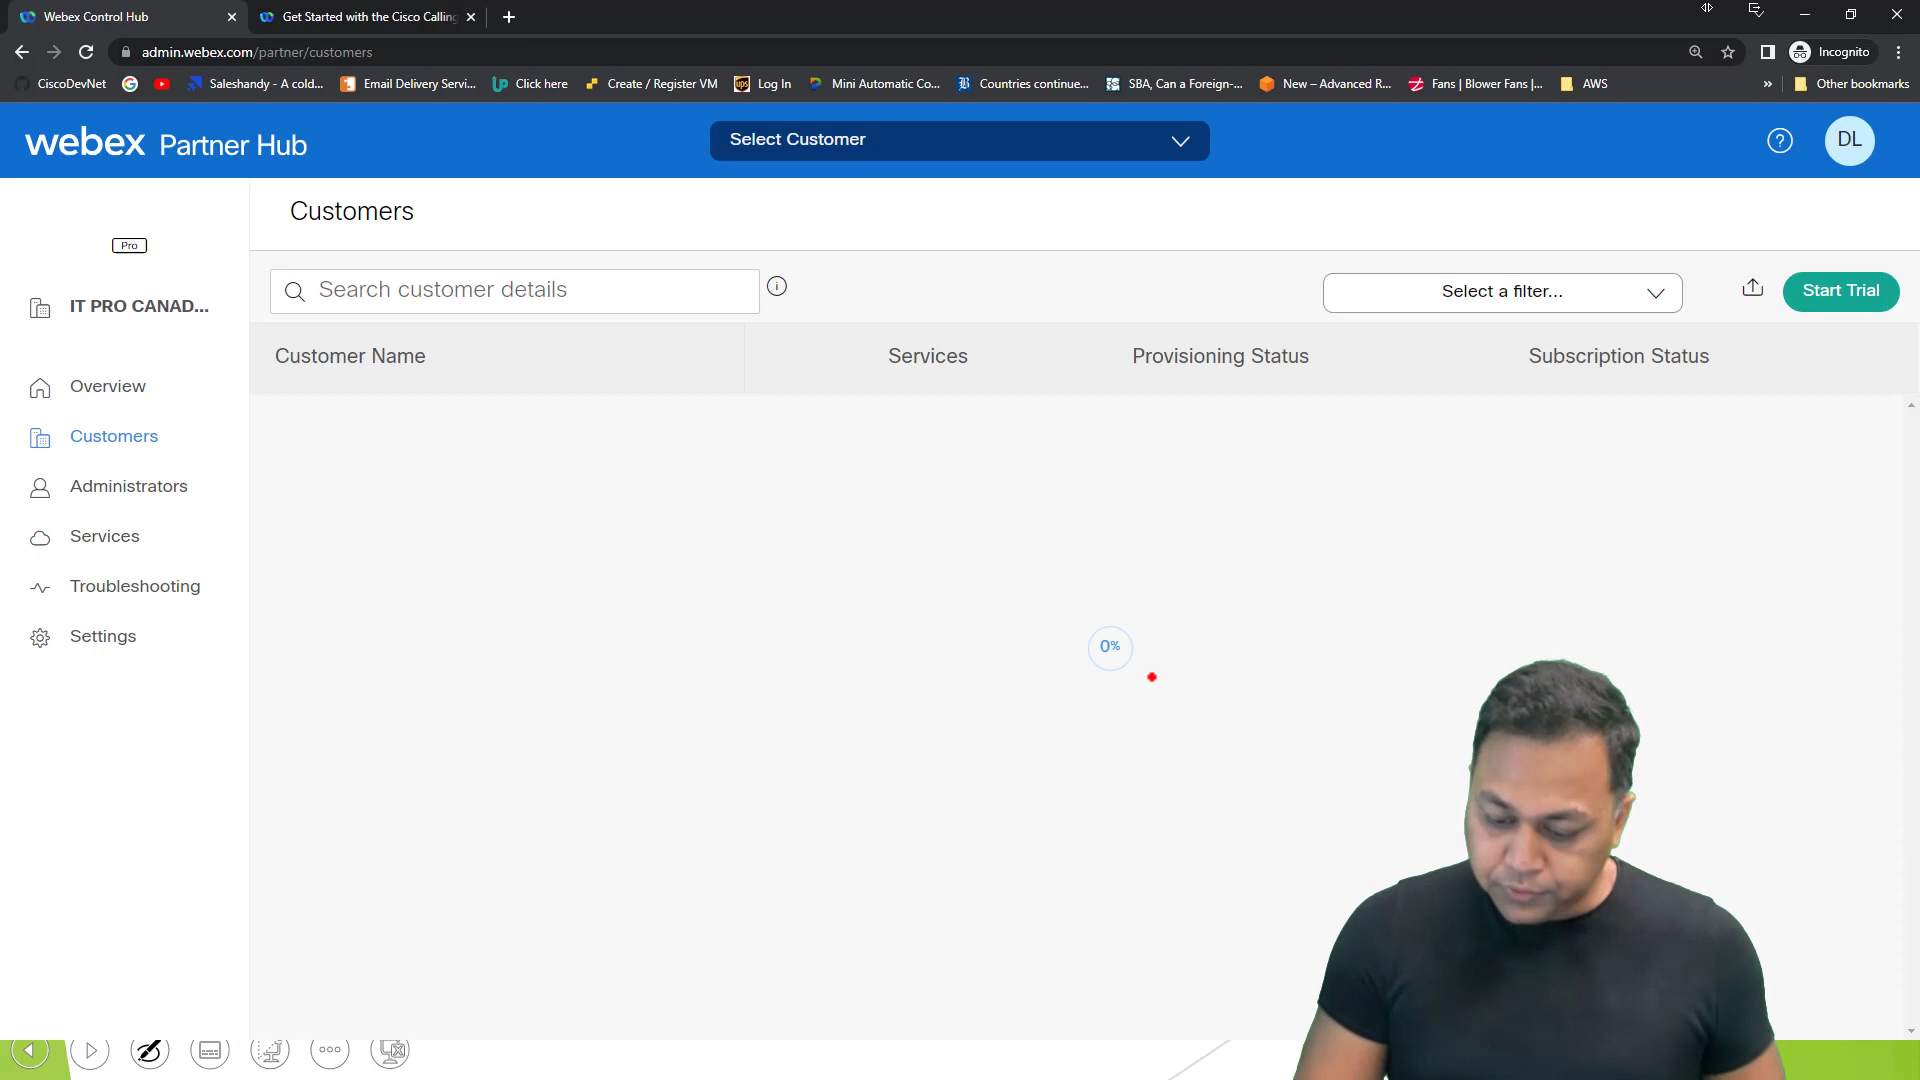 Webex Control Hub
Get Started with the Cisco Calling
admin.webex.com/partner/customers
Incognito
CiscoDevNet
Saleshandy - A cold...
Email Delivery Servi...
Click here
Create / Register VM
Log In
Mini Automatic Co...
Countries continue...
SBA, Can a Foreign-...
New – Advanced R...
Fans | Blower Fans |...
AWS
»
Other bookmarks
webex Partner Hub
Select Customer
DL
Customers
Pro
IT PRO CANAD...
Search customer details
Select a filter...
Start Trial
Customer Name
Services
Provisioning Status
Subscription Status
Overview
Customers
Administrators
Services
Troubleshooting
Settings
0%